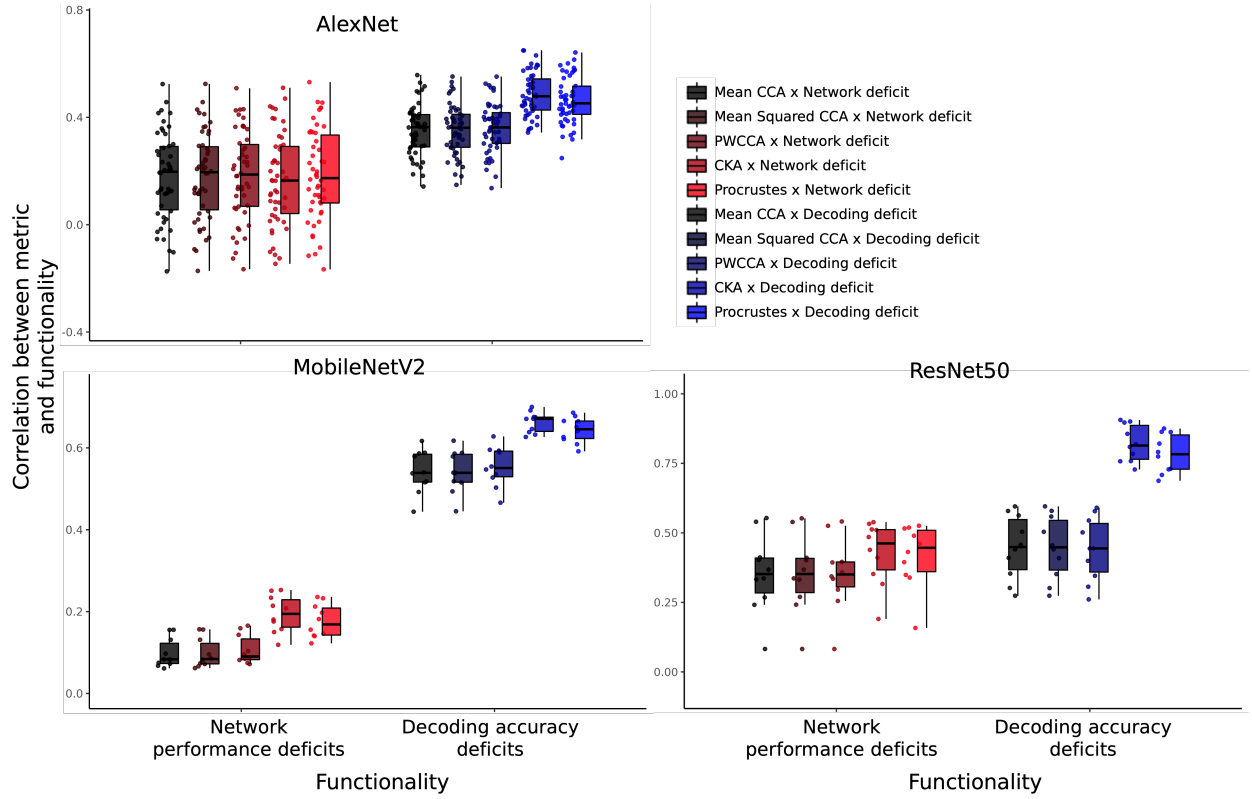 AlexNet
0.8
0.4
0.0
-0.4
Mean CCA x Network deficit
Mean Squared CCA x Network deficit
PWCCA x Network deficit
CKA x Network deficit
Procrustes x Network deficit
Mean CCA x Decoding deficit
Mean Squared CCA x Decoding deficit
PWCCA x Decoding deficit
CKA x Decoding deficit
Procrustes x Decoding deficit
Correlation between metric
and functionality
MobileNetV2
0.6
0.4
0.2
0.0
Network
performance deficits
Decoding accuracy
deficits
Functionality
ResNet50
1.00
0.75
0.50
0.25
0.00
Network
performance deficits
Decoding accuracy
deficits
Functionality